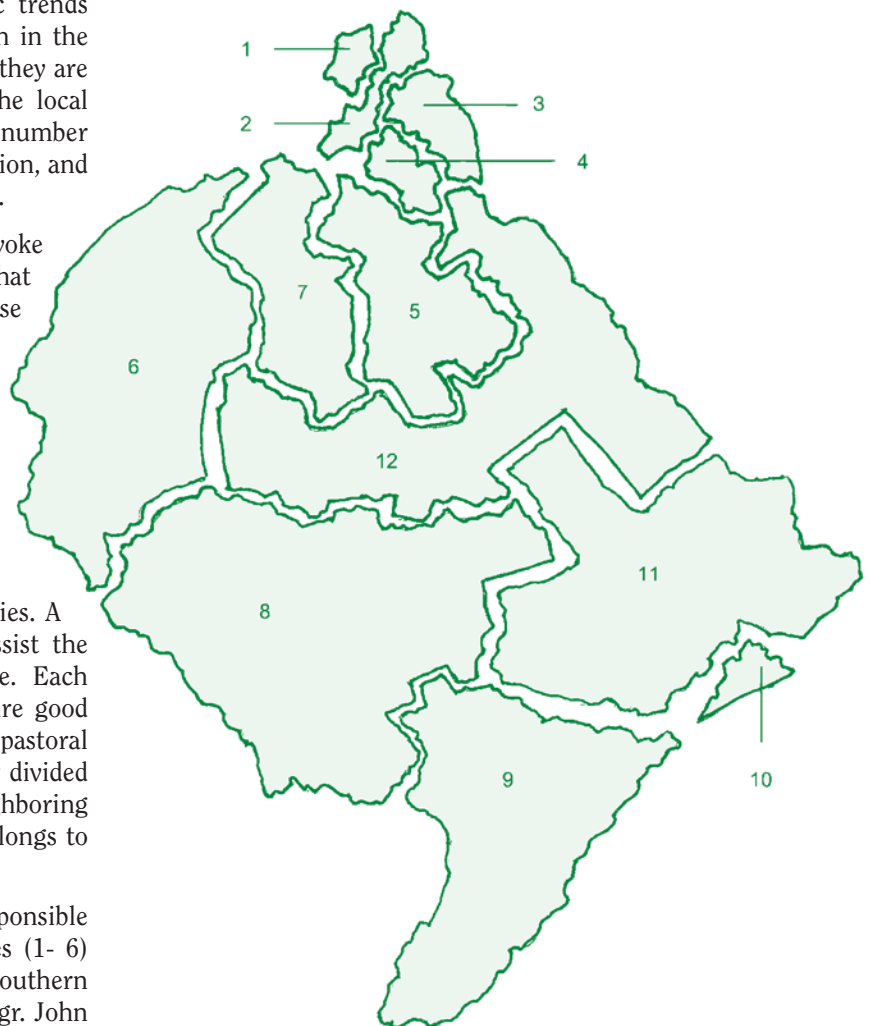 c trends
n in the
they are
he local
number
ion, and
.
voke
hat
se
ies. A
ssist the
e. Each
re good
pastoral
divided
ghboring
longs to
ponsible
es (1- 6)
outhern
gr. John
1
2
3
4
7
5
6
12
11
8
9
10